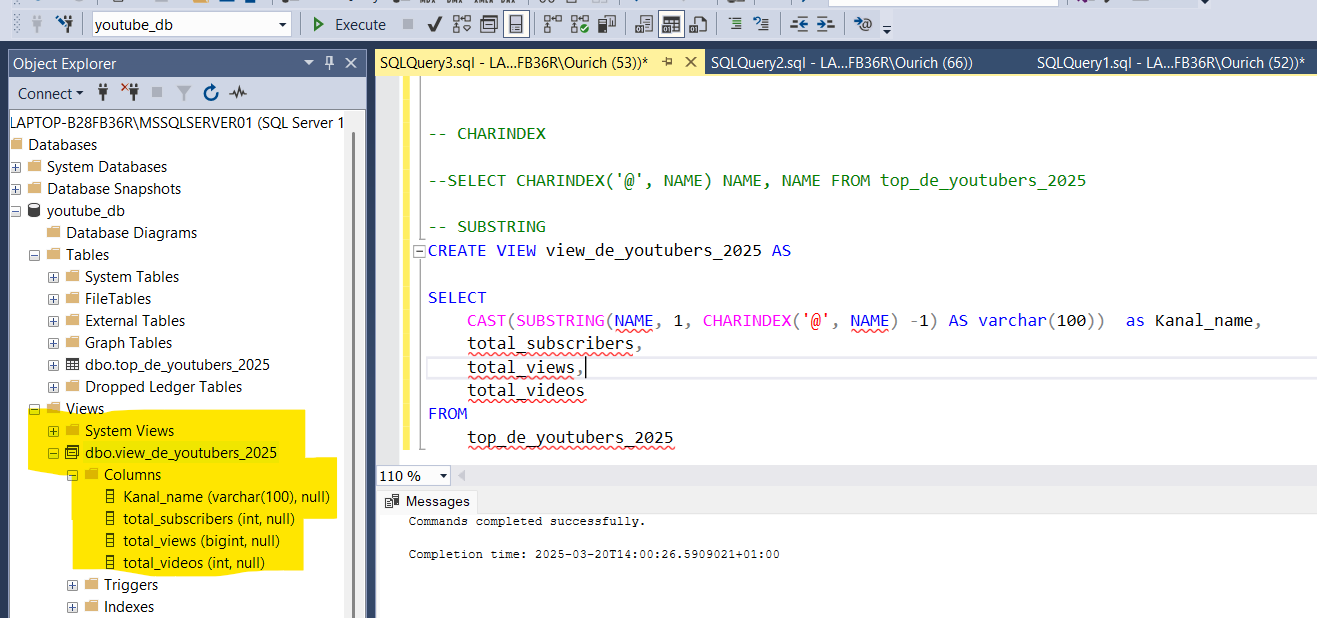 youtube_db
Execute
Object Explorer
SQLQuery3.sql - LA...FB36R\Ourich (53))*
SQLQuery2.sql - LA...FB36R\Ourich (66))
SQLQuery1.sql - LA...FB36R\Ourich (52))*
Connect
LAPTOP-B28FB36R\MSSQLSERVER01 (SQL Server 1
Databases
System Databases
Database Snapshots
youtube_db
Database Diagrams
Tables
System Tables
FileTables
External Tables
Graph Tables
dbo.top_de_youtubers_2025
Dropped Ledger Tables
Views
System Views
dbo.view_de_youtubers_2025
Columns
Kanal_name (varchar(100), null)
total_subscribers (int, null)
total_views (bigint, null)
total_videos (int, null)
Triggers
Indexes
-- CHARINDEX
--SELECT CHARINDEX('@', NAME) NAME, NAME FROM top_de_youtubers_2025
-- SUBSTRING
CREATE VIEW view_de_youtubers_2025 AS
SELECT
CAST(SUBSTRING(NAME, 1, CHARINDEX('@', NAME) -1) AS varchar(100))  as Kanal_name,
total_subscribers,
total_views,
total_videos
FROM
top_de_youtubers_2025
110 %
Messages
Commands completed successfully.
Completion time: 2025-03-20T14:00:26.5909021+01:00